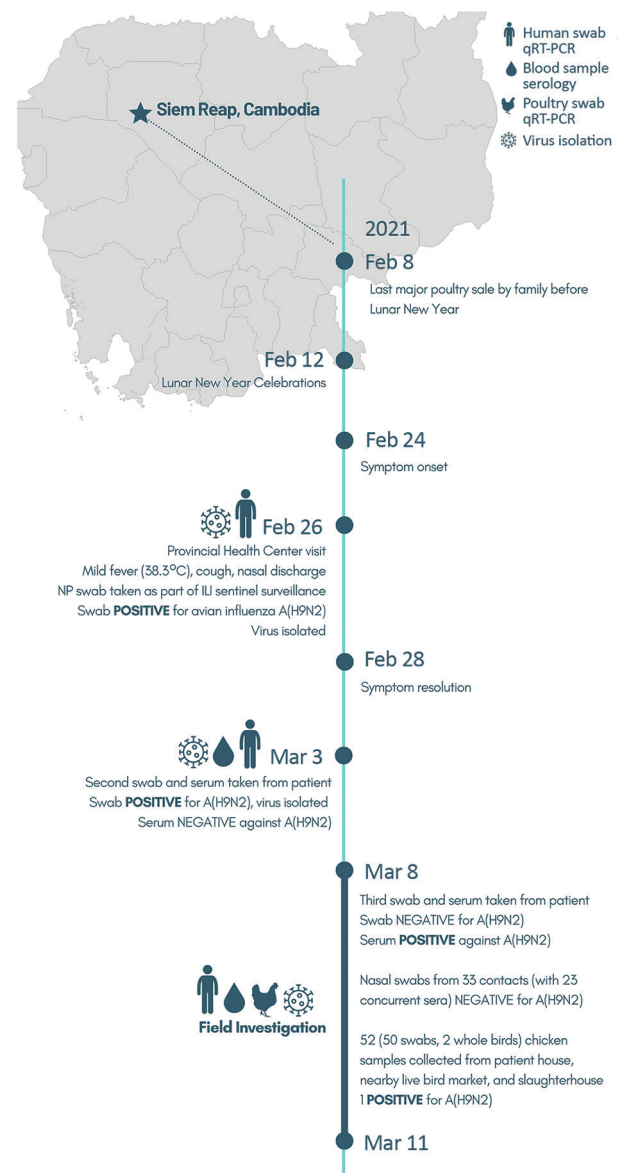 Human swab
qRT-PCR
Blood sample
serology
Poultry swab
qRT-PCR
Virus isolation
Siem Reap, Cambodia
2021
Feb 8
Last major poultry sale by family before
Lunar New Year
Feb 12
Lunar New Year Celebrations
Feb 24
Symptom onset
Feb 26
Provincial Health Center visit
Mild fever (38.3ºC), cough, nasal discharge
NP swab taken as part of ILI sentinel surveillance
Swab POSITIVE for avian influenza A(H9N2)
Virus isolated
Feb 28
Symptom resolution
Mar 3
Second swab and serum taken from patient
Swab POSITIVE for A(H9N2), virus isolated
Serum NEGATIVE against A(H9N2)
Mar 8
Third swab and serum taken from patient
Swab NEGATIVE for A(H9N2)
Serum POSITIVE against A(H9N2)
Nasal swabs from 33 contacts (with 23
concurrent sera) NEGATIVE for A(H9N2)
Field Investigation
52 (50 swabs, 2 whole birds) chicken
samples collected from patient house,
nearby live bird market, and slaughterhouse
1 POSITIVE for A(H9N2)
Mar 11